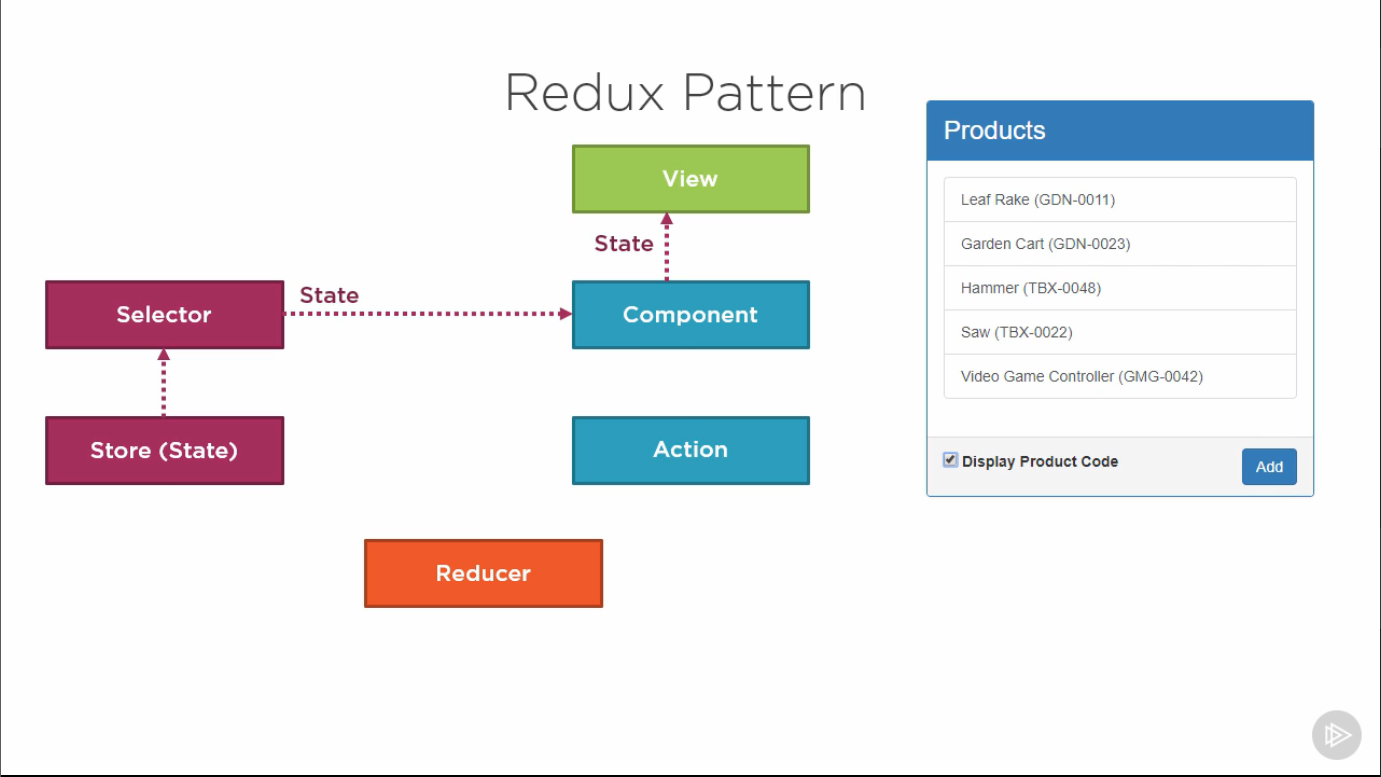 Redux Pattern
View
State
Selector
State
Component
Store (State)
Action
Reducer
Products
Leaf Rake (GDN-0011)
Garden Cart (GDN-0023)
Hammer (TBX-0048)
Saw (TBX-0022)
Video Game Controller (GMG-0042)
Display Product Code
Add